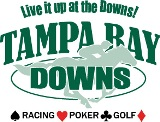 Live it up at the Downs!
TAMPA BAY
DOWNS
♠ RACING ♥ POKER ♣ GOLF ♦